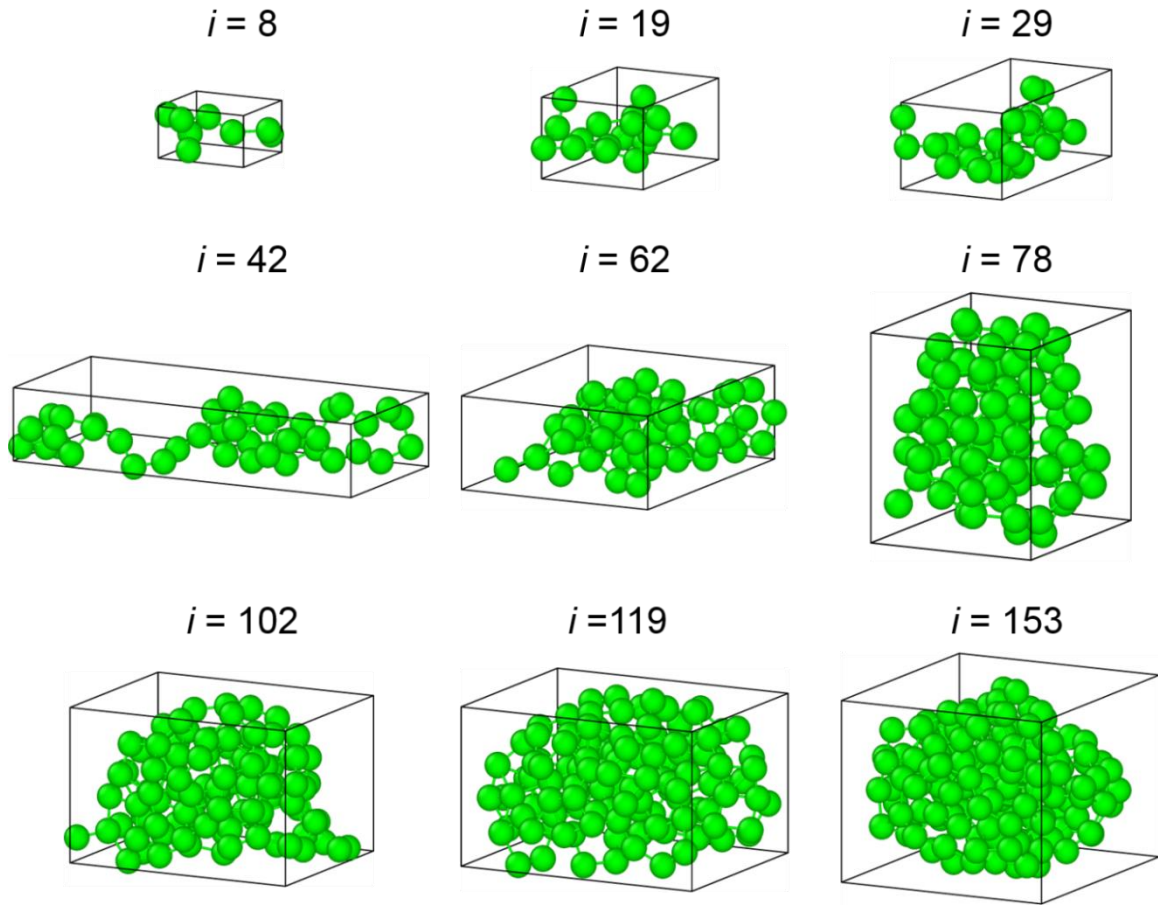 i = 8
i = 19
i = 29
i = 42
i = 62
i = 78
i = 102
i =119
i = 153